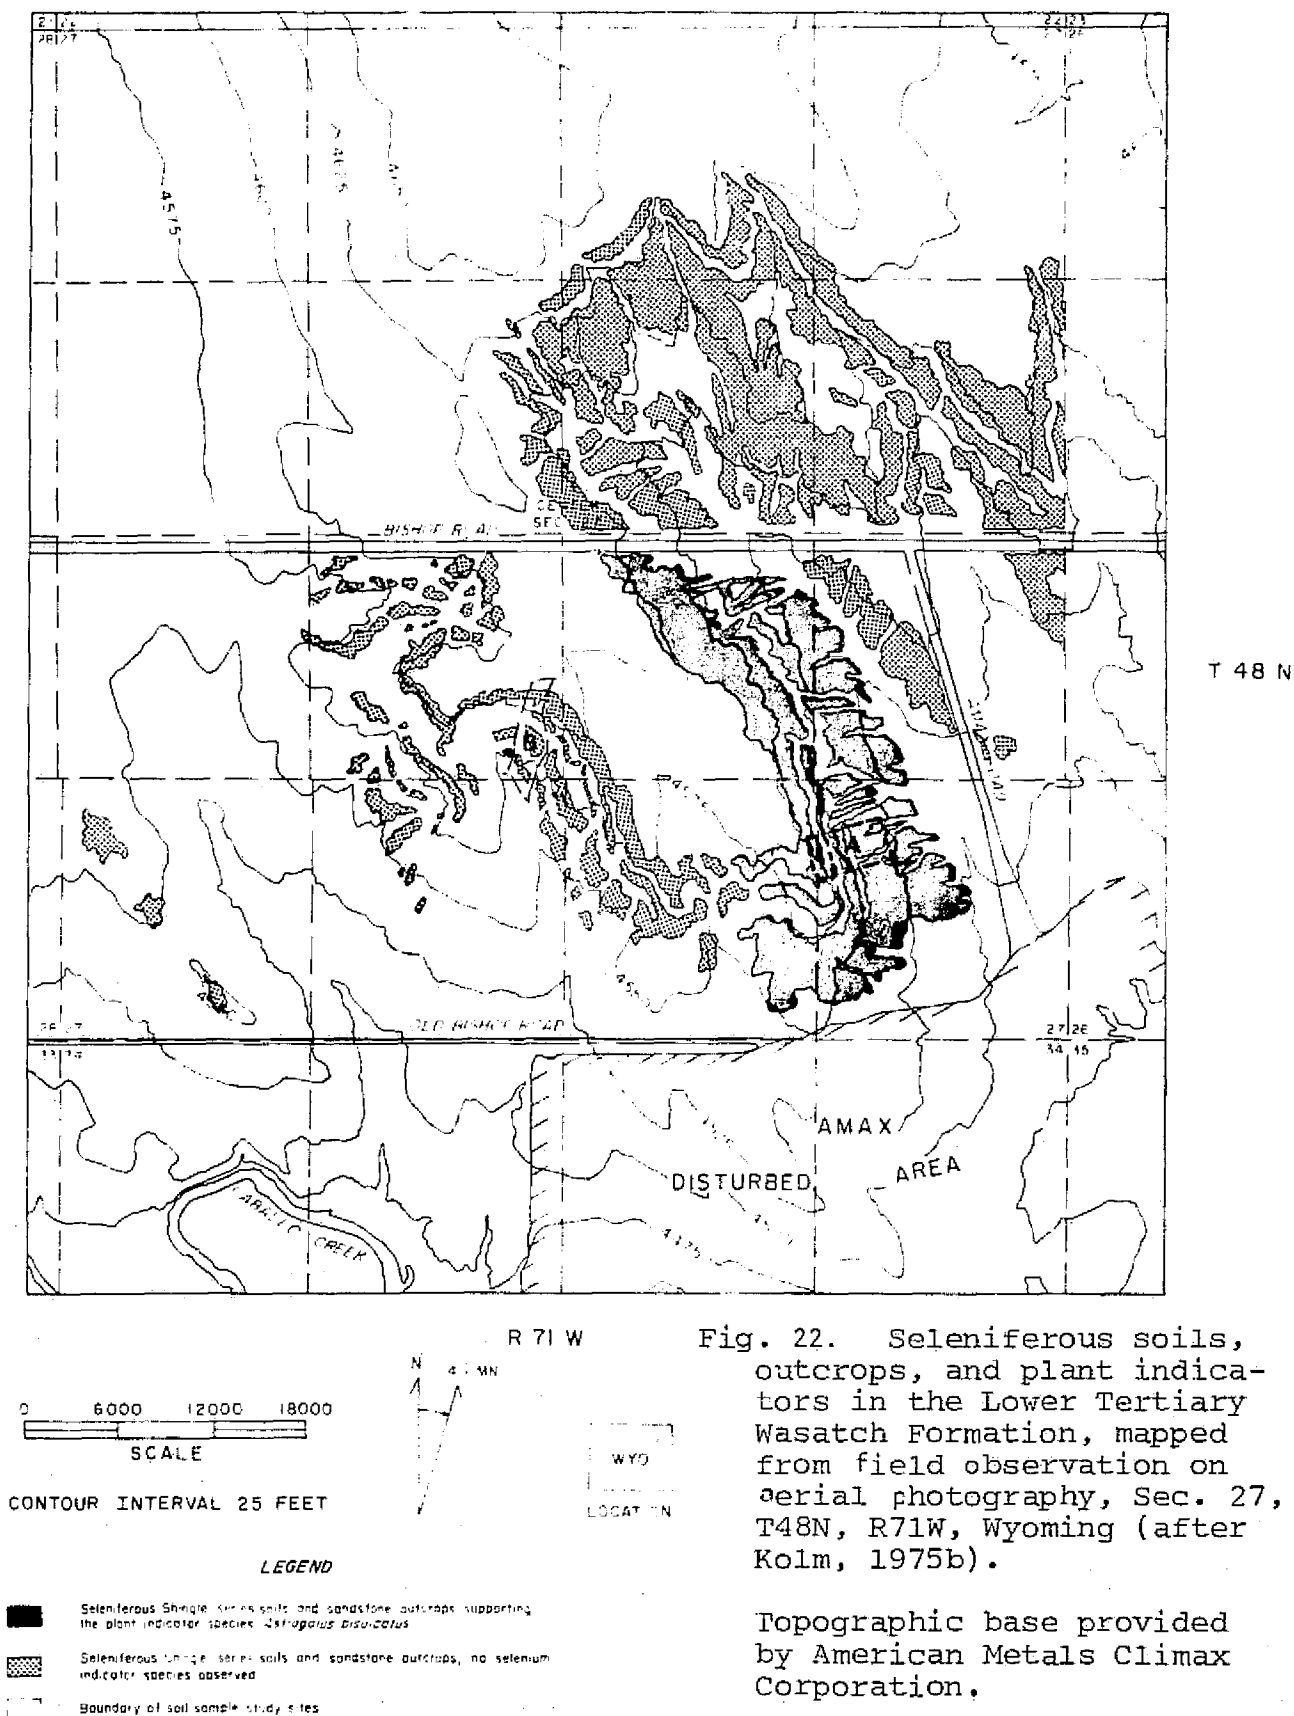 4575
BISHOP ROAD
T 48 N
OLD BISHOP ROAD
27 26
AMAX
DISTURBED
AREA
4475
CREEK
R 71 W
N
MN
0 6000 12000 18000
SCALE
CONTOUR INTERVAL 25 FEET
WYO
LEGEND
Seleniferous Shingle series soils and sandstone outcrops supporting
the plant indicator species
Seleniferous series soils and sandstone outcrops, no selenium
indicator species observed
Boundary of soil sample study sites
Fig. 22. Seleniferous soils,
outcrops, and plant indica-
tors in the Lower Tertiary
Wasatch Formation, mapped
from field observation on
aerial photography, Sec. 27,
T48N, R71W, Wyoming (after
Kolm, 1975b).
Topographic base provided
by American Metals Climax
Corporation.